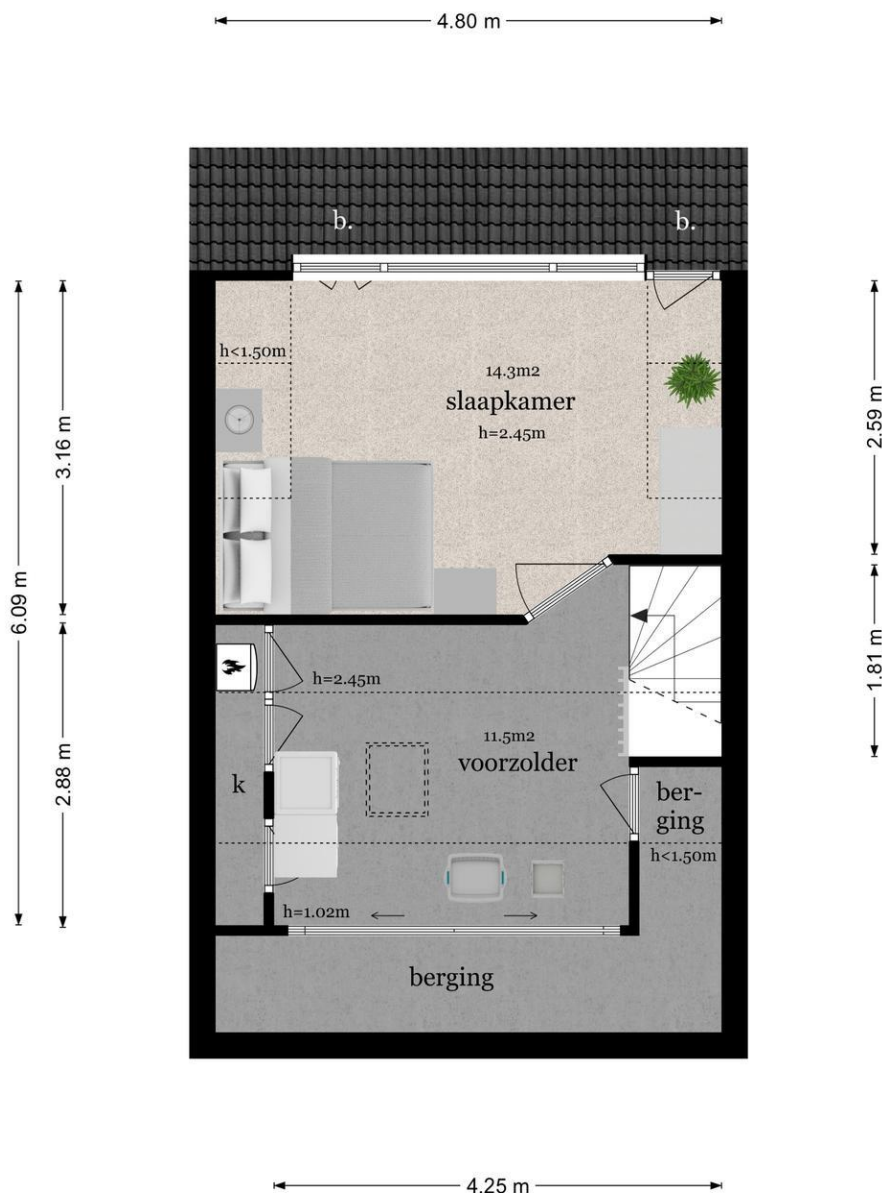 4.80 m
b.
b.
h<1.50m
14.3m2
slaapkamer
h=2.45m
3.16 m
2.59 m
6.09 m
h=2.45m
1.81 m
11.5m2
voorzolder
k
ber-
ging
h<1.50m
2.88 m
h=1.02m
berging
4.25 m